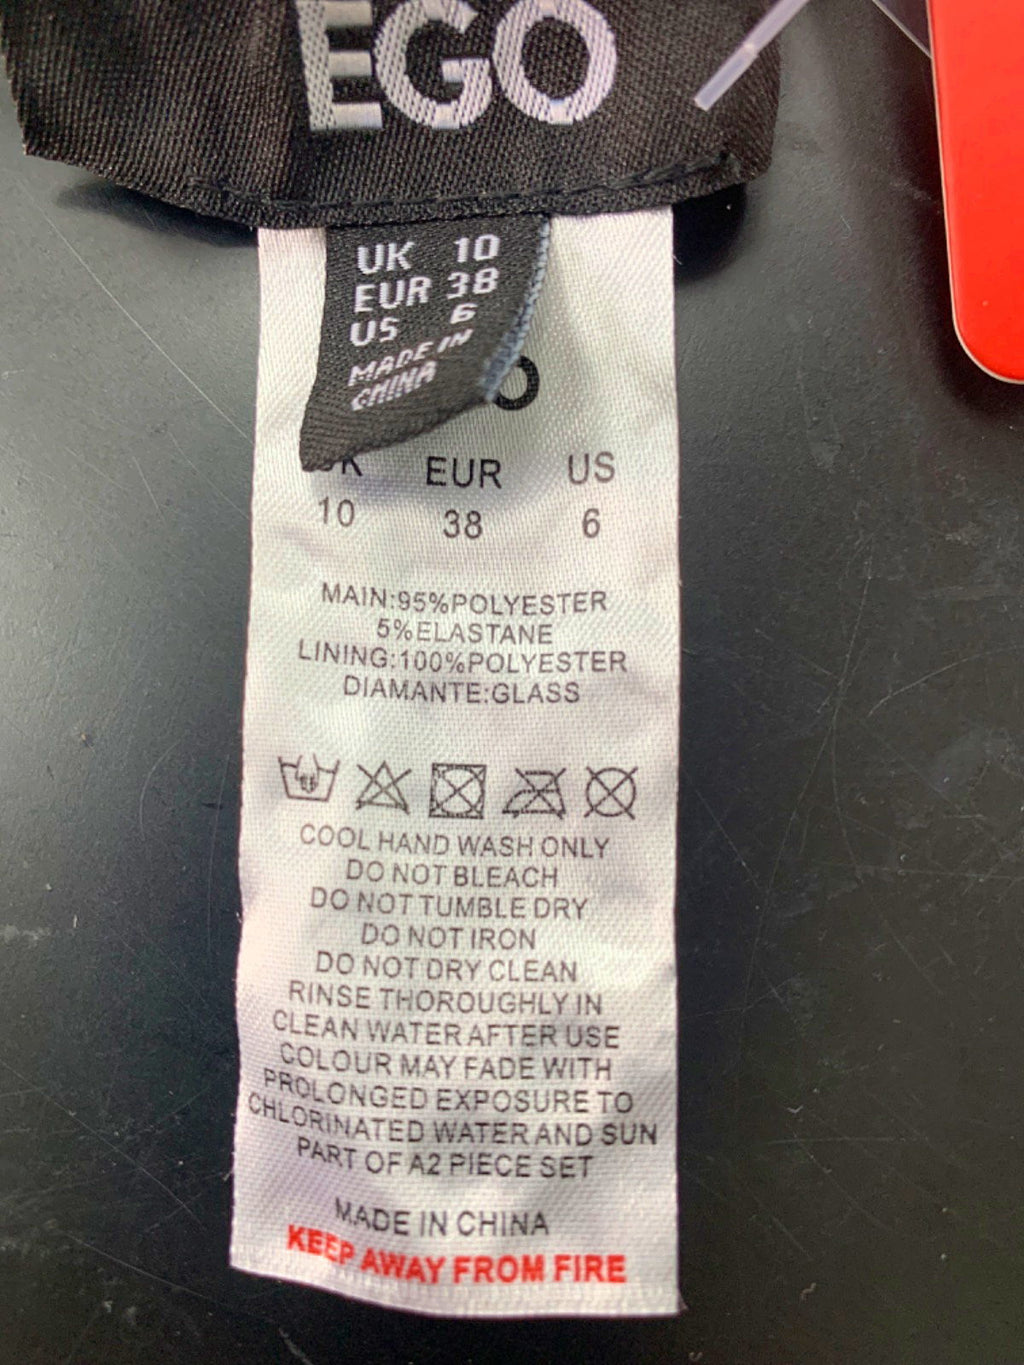 EGO
UK 10
EUR 38
US 6
MADE IN
CHINA
EUR US
10 38 6
MAIN:95%POLYESTER
5%ELASTANE
LINING:100%POLYESTER
DIAMANTE:GLASS
COOL HAND WASH ONLY
DO NOT BLEACH
DO NOT TUMBLE DRY
DO NOT IRON
DO NOT DRY CLEAN
RINSE THOROUGHLY IN
CLEAN WATER AFTER USE
COLOUR MAY FADE WITH
PROLONGED EXPOSURE TO
CHLORINATED WATER AND SUN
PART OF A2 PIECE SET
MADE IN CHINA
KEEP AWAY FROM FIRE